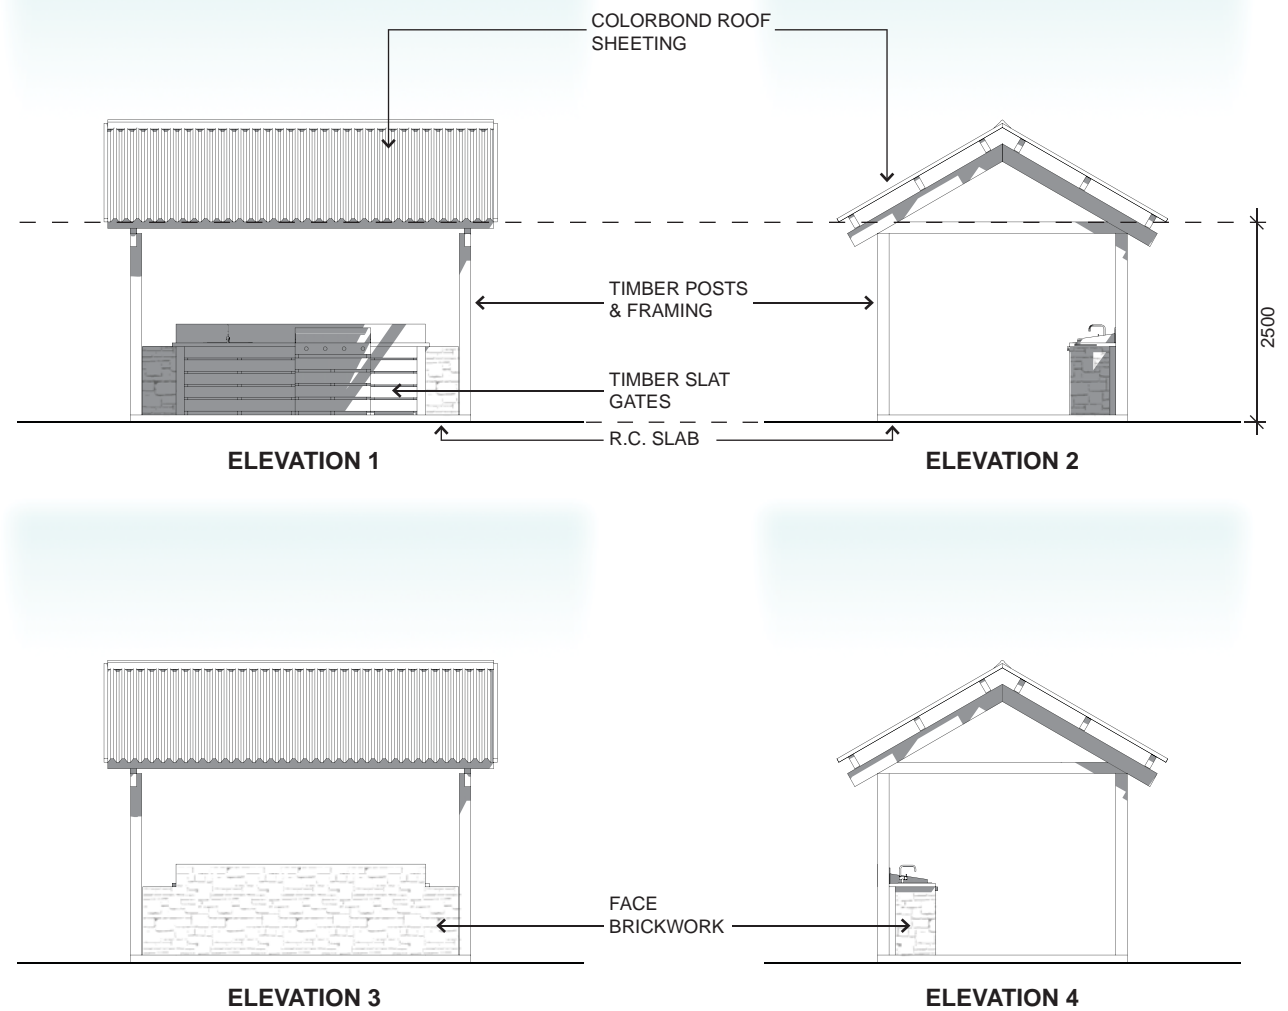 COLORBOND ROOF
SHEETING
TIMBER POSTS
& FRAMING
2500
TIMBER SLAT
GATES
R.C. SLAB
ELEVATION 1
ELEVATION 2
FACE
BRICKWORK
ELEVATION 3
ELEVATION 4